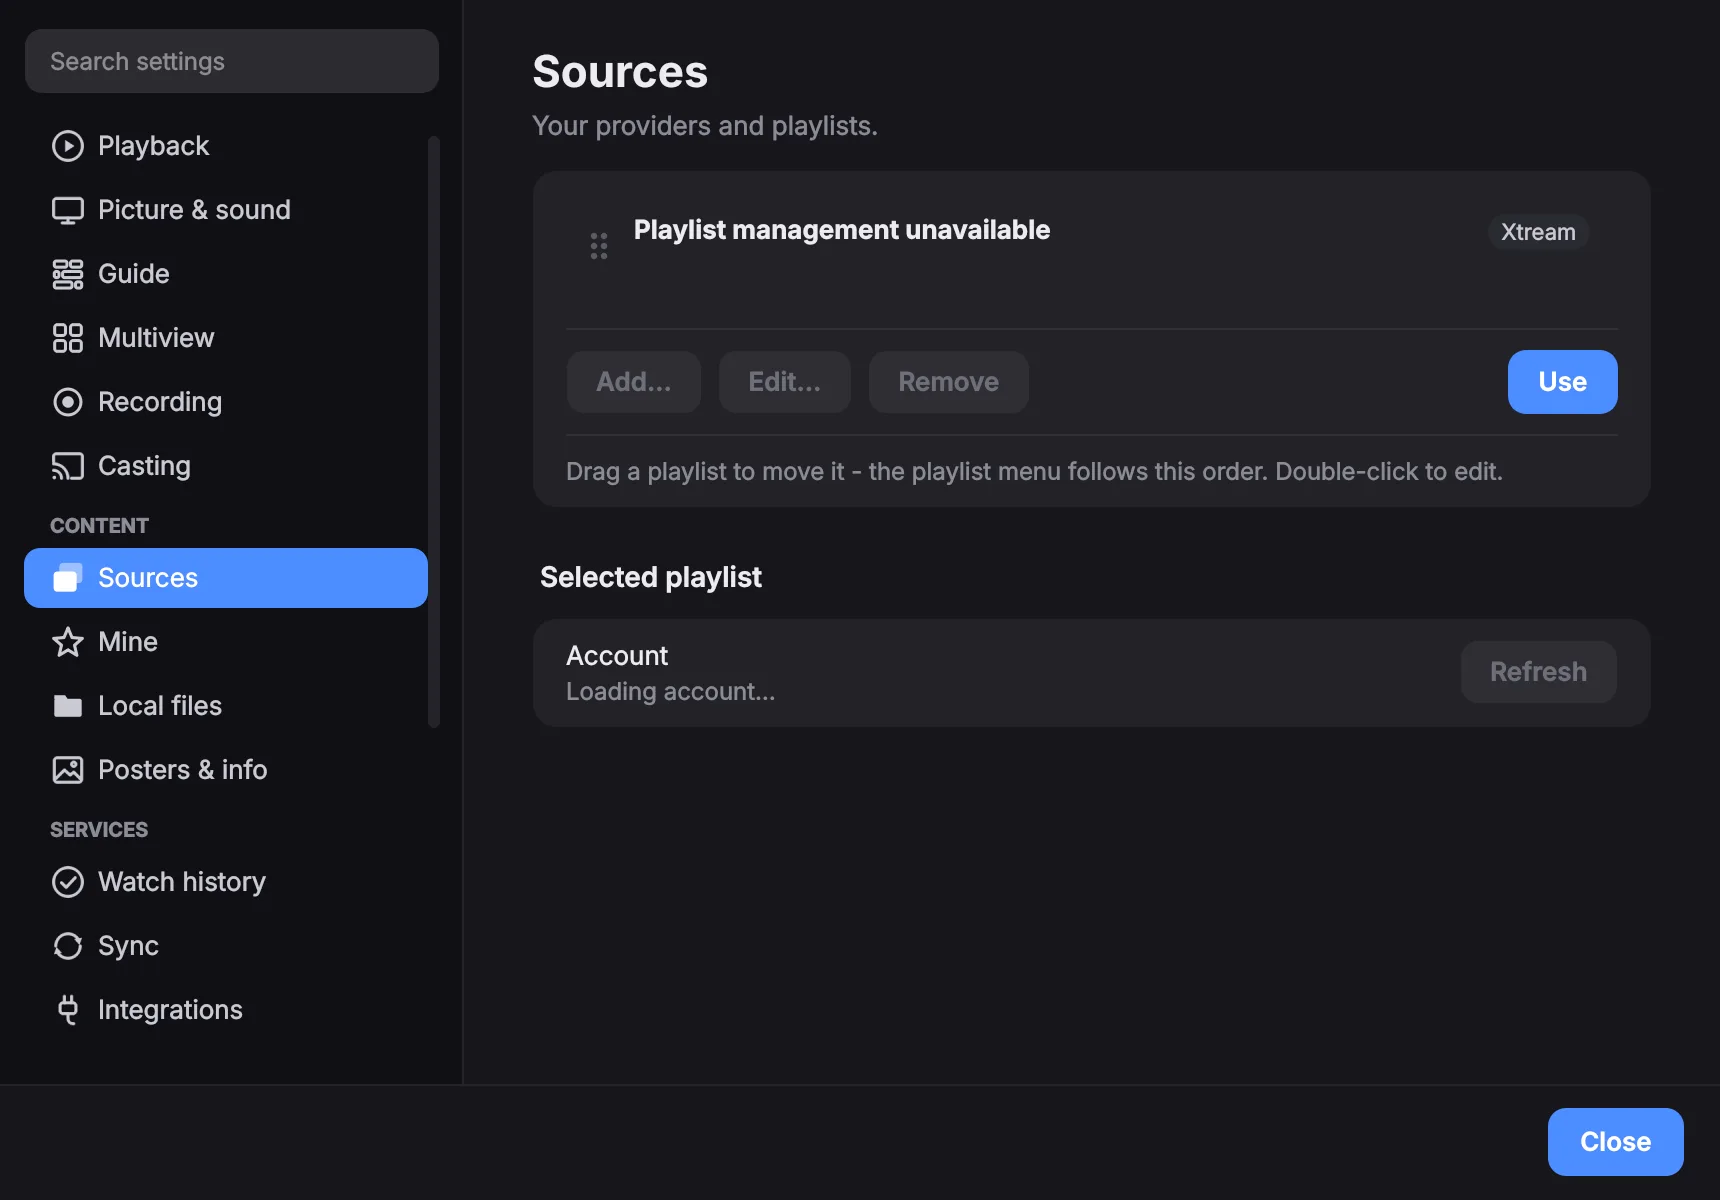 Search settings
Playback
Picture & sound
Guide
Multiview
Recording
Casting
CONTENT
Sources
Mine
Local files
Posters & info
SERVICES
Watch history
Sync
Integrations
Sources
Your providers and playlists.
Playlist management unavailable
Xtream
Add...
Edit...
Remove
Use
Drag a playlist to move it - the playlist menu follows this order. Double-click to edit.
Selected playlist
Account
Loading account...
Refresh
Close